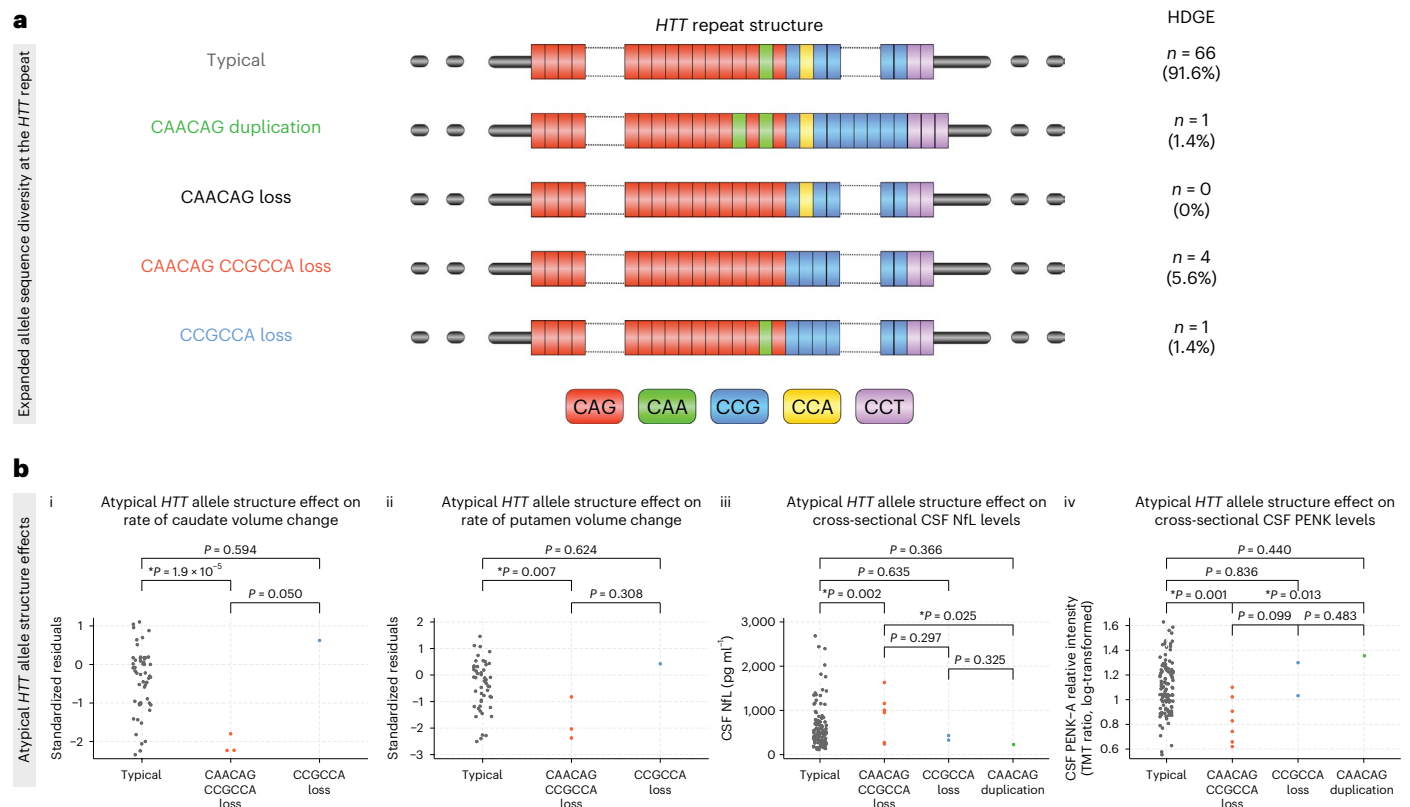 a
HTT repeat structure
HDGE
Expanded allele sequence diversity at the HTT repeat
Typical
n = 66
(91.6%)
CAACAG duplication
n = 1
(1.4%)
CAACAG loss
n = 0
(0%)
CAACAG CCGCCA loss
n = 4
(5.6%)
CCGCCA loss
n = 1
(1.4%)
CAG
CAA
CCG
CCA
CCT
b
Atypical HTT allele structure effects
i
Atypical HTT allele structure effect on
rate of caudate volume change
P = 0.594
*P = 1.9 × 10⁻⁵
P = 0.050
Standardized residuals
1
0
−1
−2
Typical
CAACAG
CCGCCA
loss
CCGCCA
loss
ii
Atypical HTT allele structure effect on
rate of putamen volume change
P = 0.624
*P = 0.007
P = 0.308
Standardized residuals
2
1
0
−1
−2
−3
Typical
CAACAG
CCGCCA
loss
CCGCCA
loss
iii
Atypical HTT allele structure effect on
cross-sectional CSF NfL levels
P = 0.366
P = 0.635
*P = 0.002
*P = 0.025
P = 0.297
P = 0.325
CSF NfL (pg ml⁻¹)
3,000
2,000
1,000
0
Typical
CAACAG
CCGCCA
loss
CCGCCA
loss
CAACAG
duplication
iv
Atypical HTT allele structure effect on
cross-sectional CSF PENK levels
P = 0.440
P = 0.836
*P = 0.001
*P = 0.013
P = 0.099
P = 0.483
CSF PENK–A relative intensity
(TMT ratio, log-transformed)
1.6
1.4
1.2
1.0
0.8
0.6
Typical
CAACAG
CCGCCA
loss
CCGCCA
loss
CAACAG
duplication